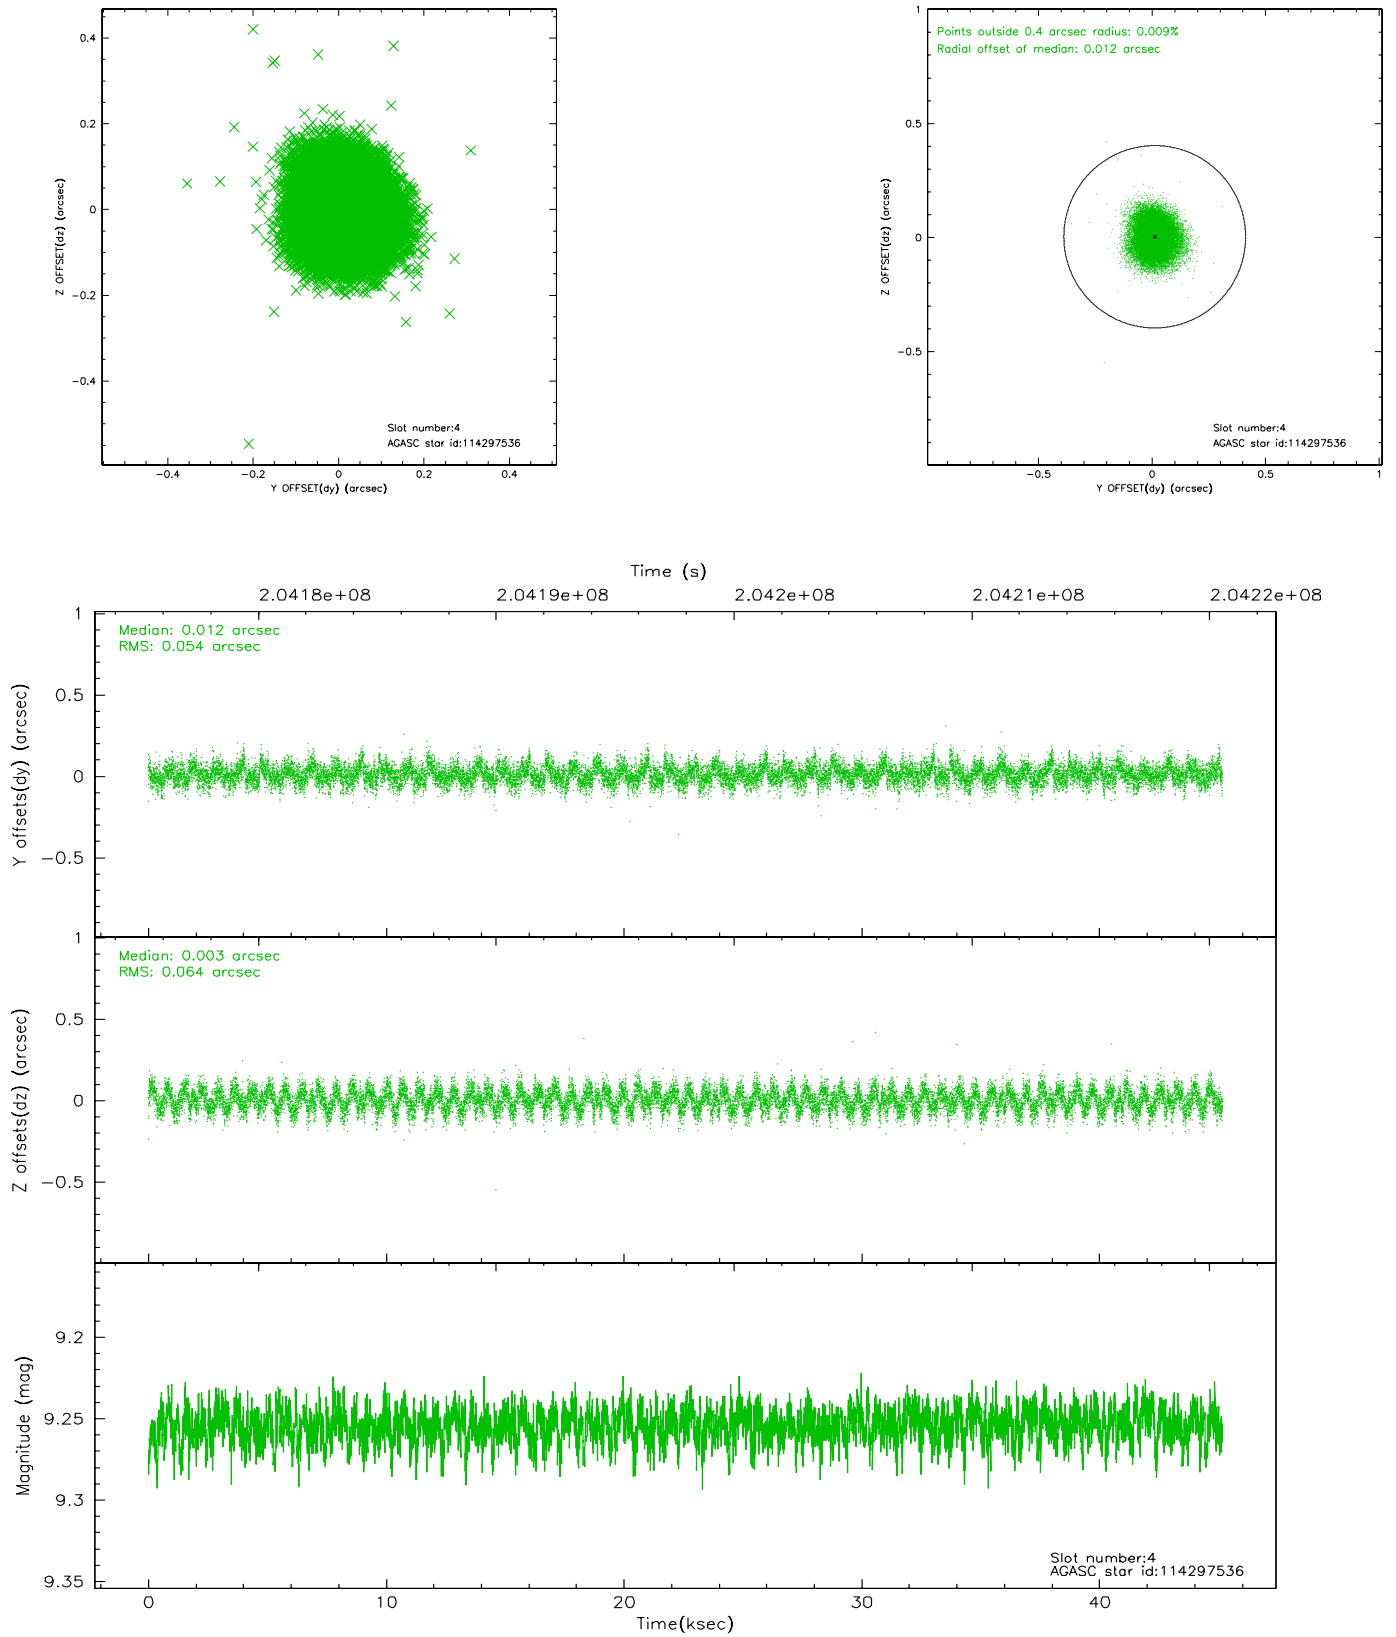 0.4
0.2
0
−0.2
−0.4
Z OFFSET(dz) (arcsec)
Slot number:4
AGASC star id:114297536
−0.4 −0.2 0 0.2 0.4
Y OFFSET(dy) (arcsec)
1
Points outside 0.4 arcsec radius: 0.009%
Radial offset of median: 0.012 arcsec
0.5
0
−0.5
Z OFFSET(dz) (arcsec)
Slot number:4
AGASC star id:114297536
−0.5 0 0.5 1
Y OFFSET(dy) (arcsec)
Time (s)
2.0418e+08 2.0419e+08 2.042e+08 2.0421e+08 2.0422e+08
1
Median: 0.012 arcsec
RMS: 0.054 arcsec
0.5
0
−0.5
Y offsets(dy) (arcsec)
1
Median: 0.003 arcsec
RMS: 0.064 arcsec
0.5
0
−0.5
Z offsets(dz) (arcsec)
9.2
9.25
9.3
9.35
Magnitude (mag)
Slot number:4
AGASC star id:114297536
0 10 20 30 40
Time(ksec)